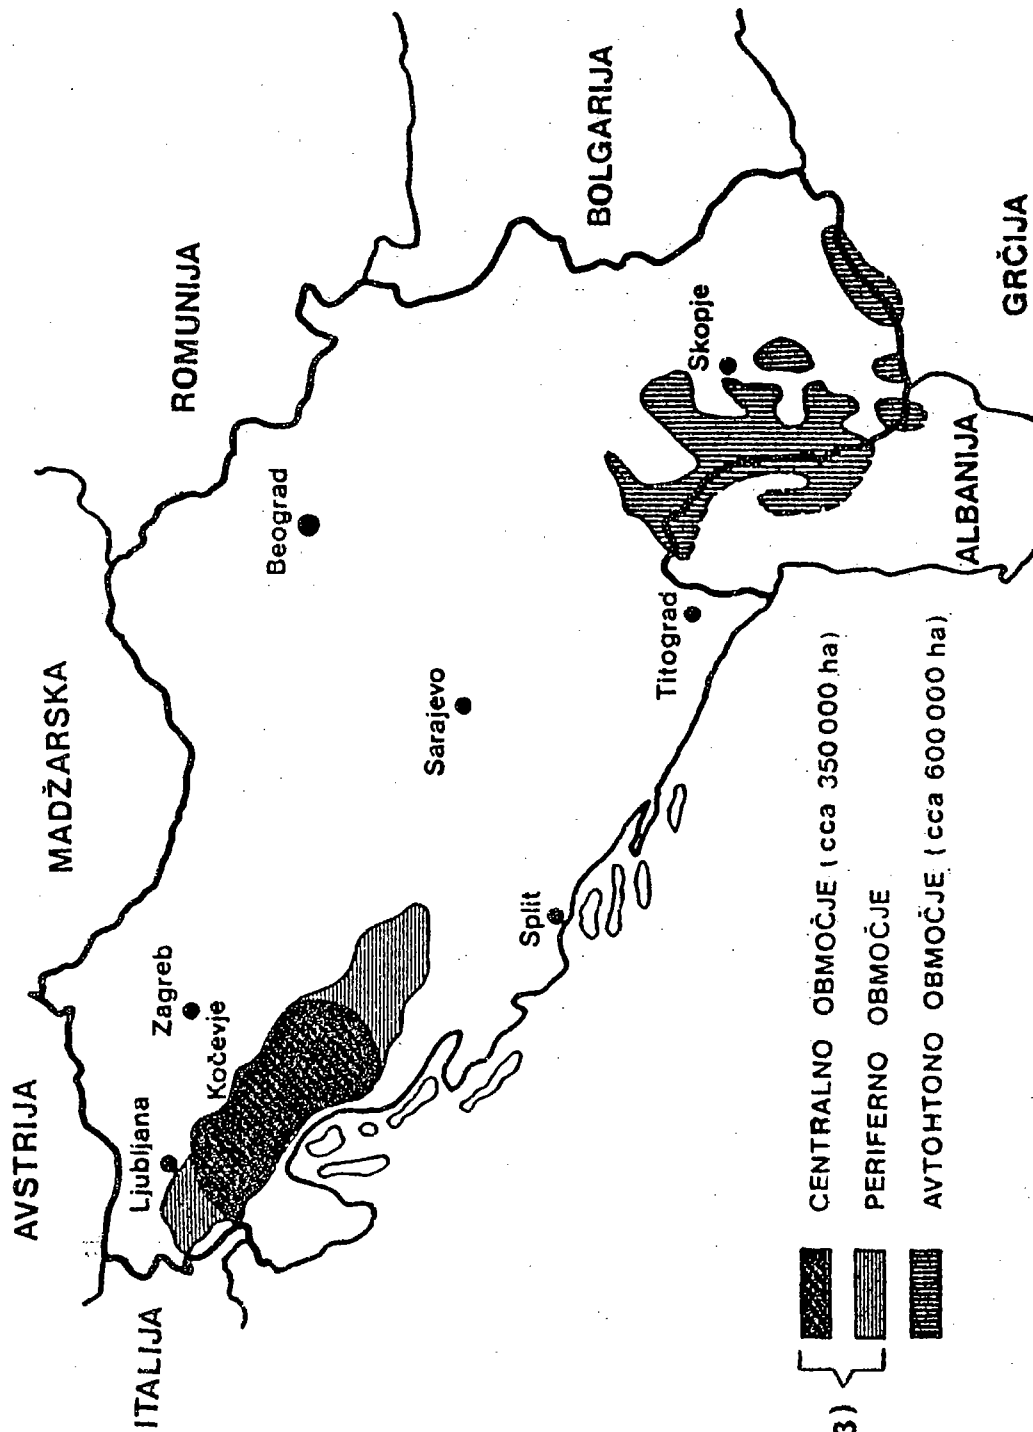 AVSTRIJA
MADŽARSKA
ROMUNIJA
BOLGARIJA
ITALIJA
Ljubljana
Zagreb
Kočevje
Beograd
Sarajevo
Split
Titograd
Skopje
ALBANIJA
GRČIJA
3)
CENTRALNO OBMOČJE (cca 350 000 ha)
PERIFERNO OBMOČJE
AVTOHTONO OBMOČJE (cca 600 000 ha)